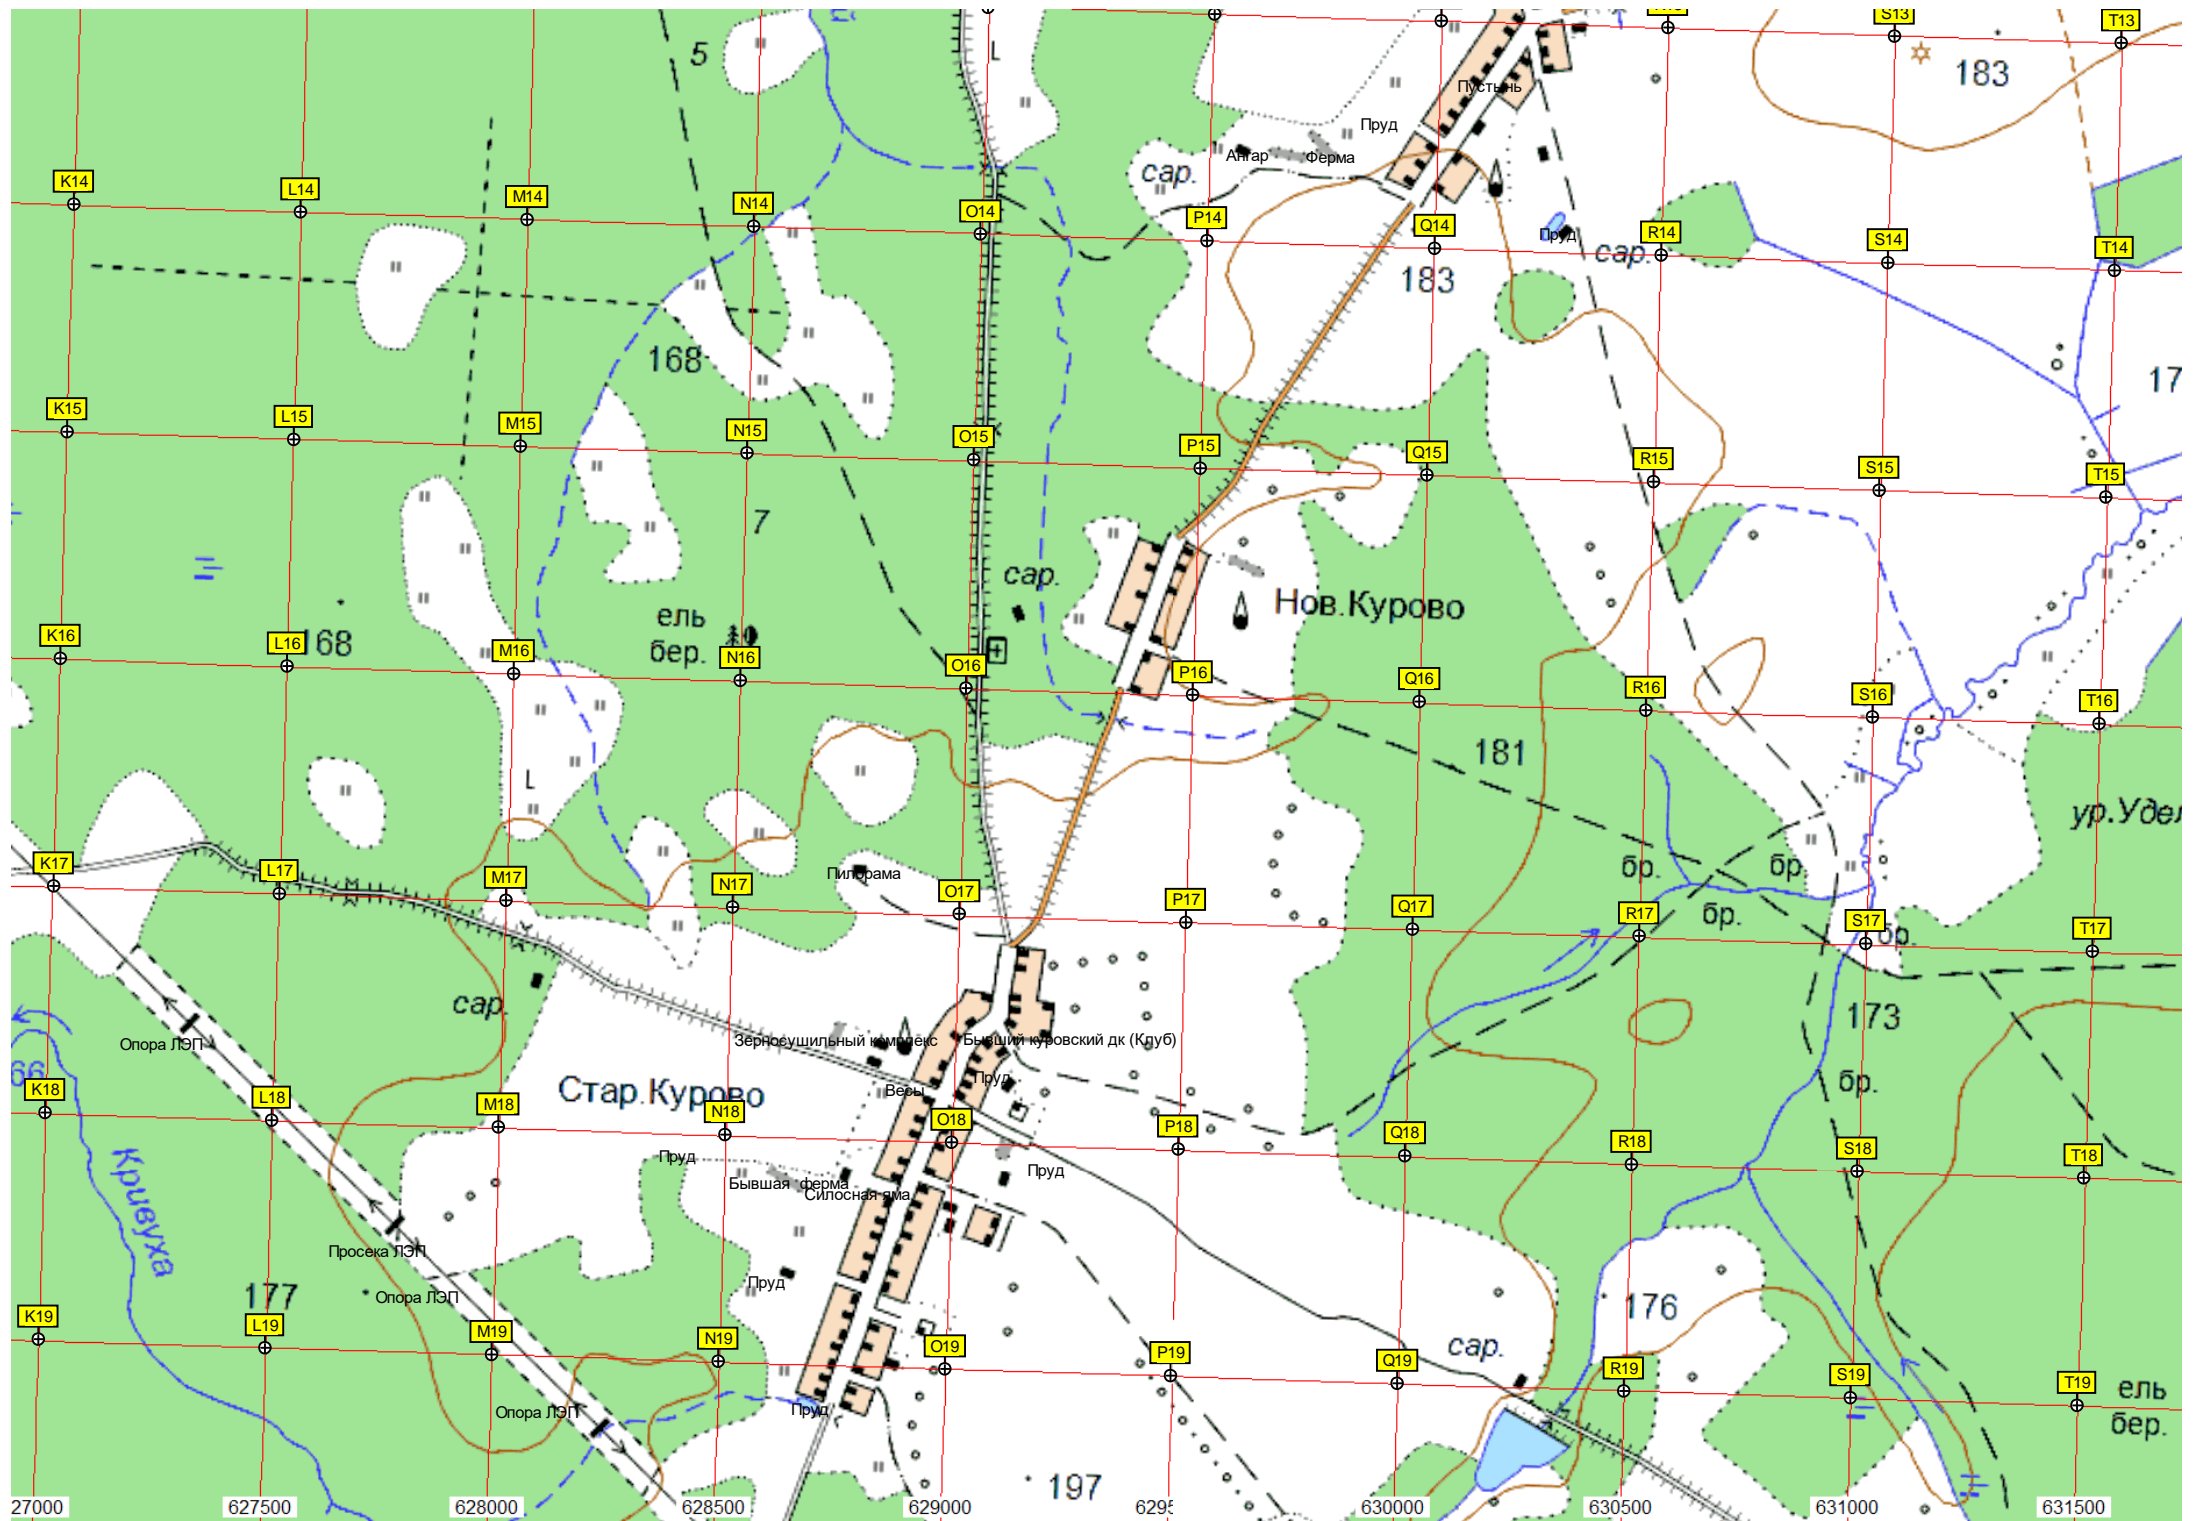 S13
T13
5
L
183
Пустынь
Пруд
Ангар
Ферма
сар.
K14
L14
M14
N14
O14
P14
Q14
R14
S14
T14
Пруд
сар.
183
168
17
K15
L15
M15
N15
O15
P15
Q15
R15
S15
T15
7
сар.
Нов.Курово
ель
бер.
168
K16
L16
M16
N16
O16
P16
Q16
R16
S16
T16
181
L
ур.Удел
бр.
бр.
бр.
бр.
Пилорама
K17
L17
M17
N17
O17
P17
Q17
R17
S17
T17
сар.
173
Опора ЛЭП
Зерносушильный комплекс
Бывший куровский дк (Клуб)
66
Стар.Курово
Весы
Пруд
бр.
K18
L18
M18
N18
O18
P18
Q18
R18
S18
T18
Кривуха
Пруд
Пруд
Бывшая ферма
Силосная яма
Просека ЛЭП
Пруд
177
Опора ЛЭП
176
сар.
K19
L19
M19
N19
O19
P19
Q19
R19
S19
T19
ель
бер.
Опора ЛЭП
Пруд
197
27000
627500
628000
628500
629000
6295
630000
630500
631000
631500